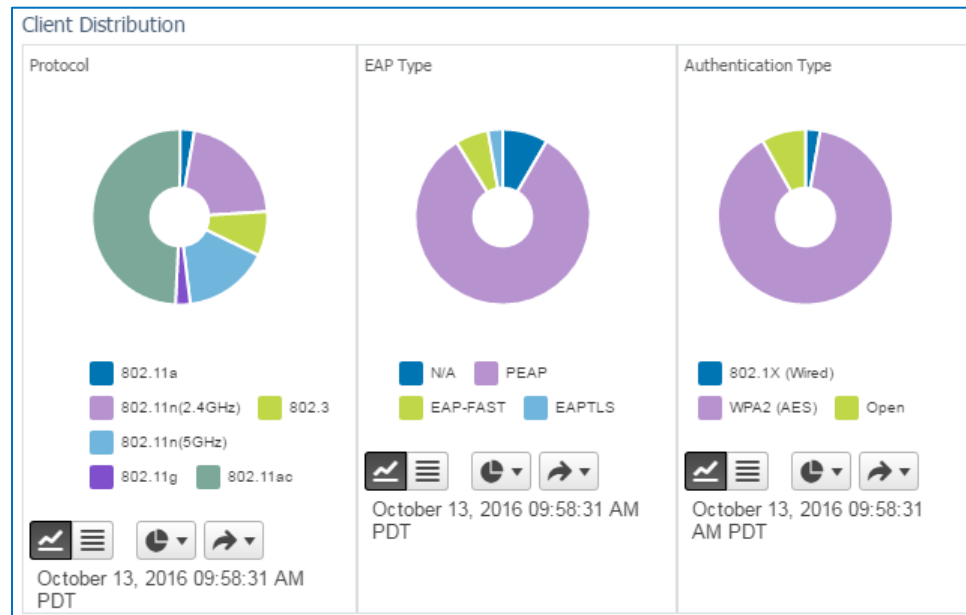 Client Distribution
Protocol
802.11a
802.11n(2.4GHz) 802.3
802.11n(5GHz)
802.11g 802.11ac
October 13, 2016 09:58:31 AM
PDT
EAP Type
N/A PEAP
EAP-FAST EAPTLS
October 13, 2016 09:58:31 AM
PDT
Authentication Type
802.1X (Wired)
WPA2 (AES) Open
October 13, 2016 09:58:31
AM PDT